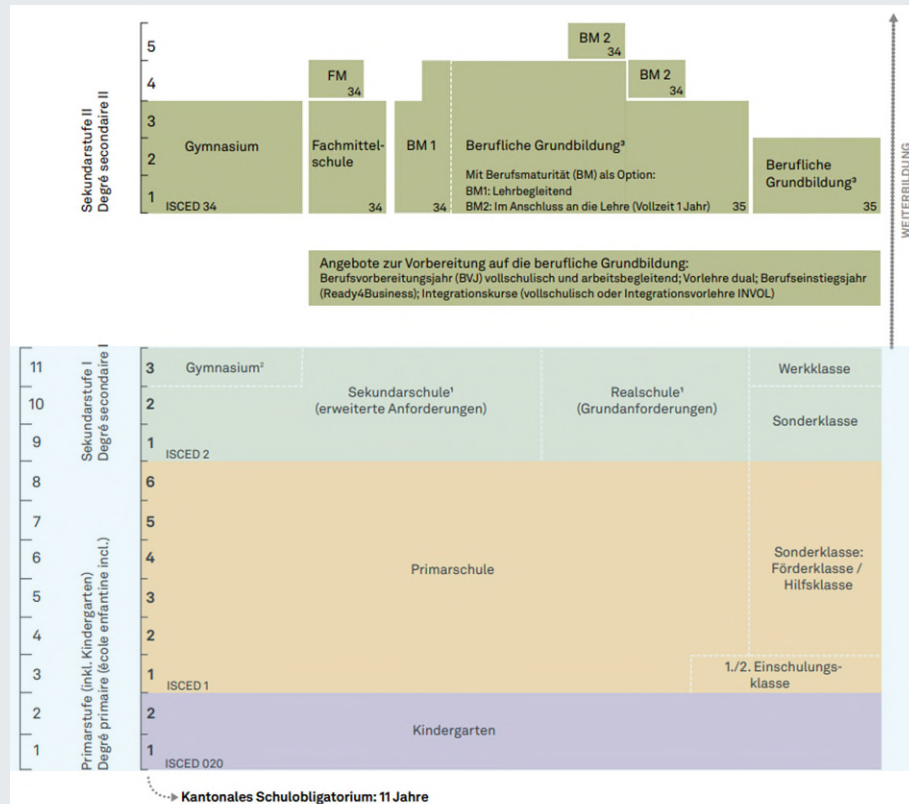 5
4
3
2
1
Sekundarstufe II
Degré secondaire II
BM 2
34
FM
34
BM 2
34
Gymnasium
ISCED 34
Fachmittel-
schule
34
BM 1
34
Berufliche Grundbildung³
Mit Berufsmaturität (BM) als Option:
BM1: Lehrbegleitend
BM2: Im Anschluss an die Lehre (Vollzeit 1 Jahr)
35
Berufliche
Grundbildung³
35
WEITERBILDUNG
Angebote zur Vorbereitung auf die berufliche Grundbildung:
Berufsvorbereitungsjahr (BVJ) vollschulisch und arbeitsbegleitend; Vorlehre dual; Berufseinstiegsjahr
(Ready4Business); Integrationskurse (vollschulisch oder Integrationsvorlehre INVOL)
11
10
9
Sekundarstufe I
Degré secondaire I
3
2
1
ISCED 2
Gymnasium²
Sekundarschule¹
(erweiterte Anforderungen)
Realschule¹
(Grundanforderungen)
Werkklasse
Sonderklasse
8
7
6
5
4
3
2
1
Primarstufe (inkl. Kindergarten)
Degré primaire (école enfantine incl.)
6
5
4
3
2
1
ISCED 1
Primarschule
Sonderklasse:
Förderklasse /
Hilfsklasse
1./2. Einschulungs-
klasse
2
1
ISCED 020
Kindergarten
Kantonales Schulobligatorium: 11 Jahre